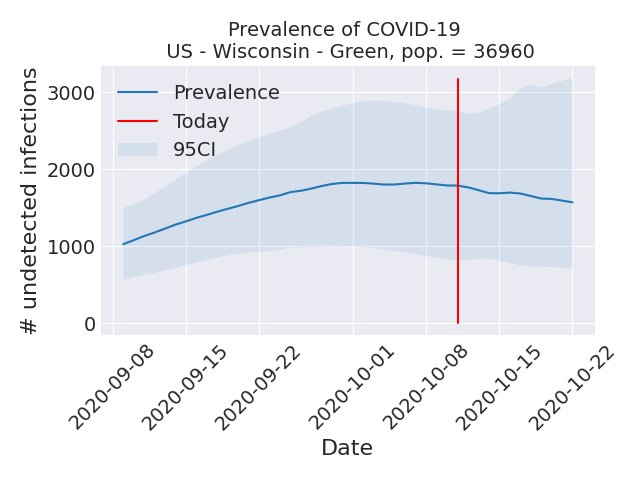 Prevalence of COVID-19
US - Wisconsin - Green, pop. = 36960
# undetected infections
3000
2000
1000
0
Prevalence
Today
95CI
2020-09-08
2020-09-15
2020-09-22
2020-10-01
2020-10-08
2020-10-15
2020-10-22
Date